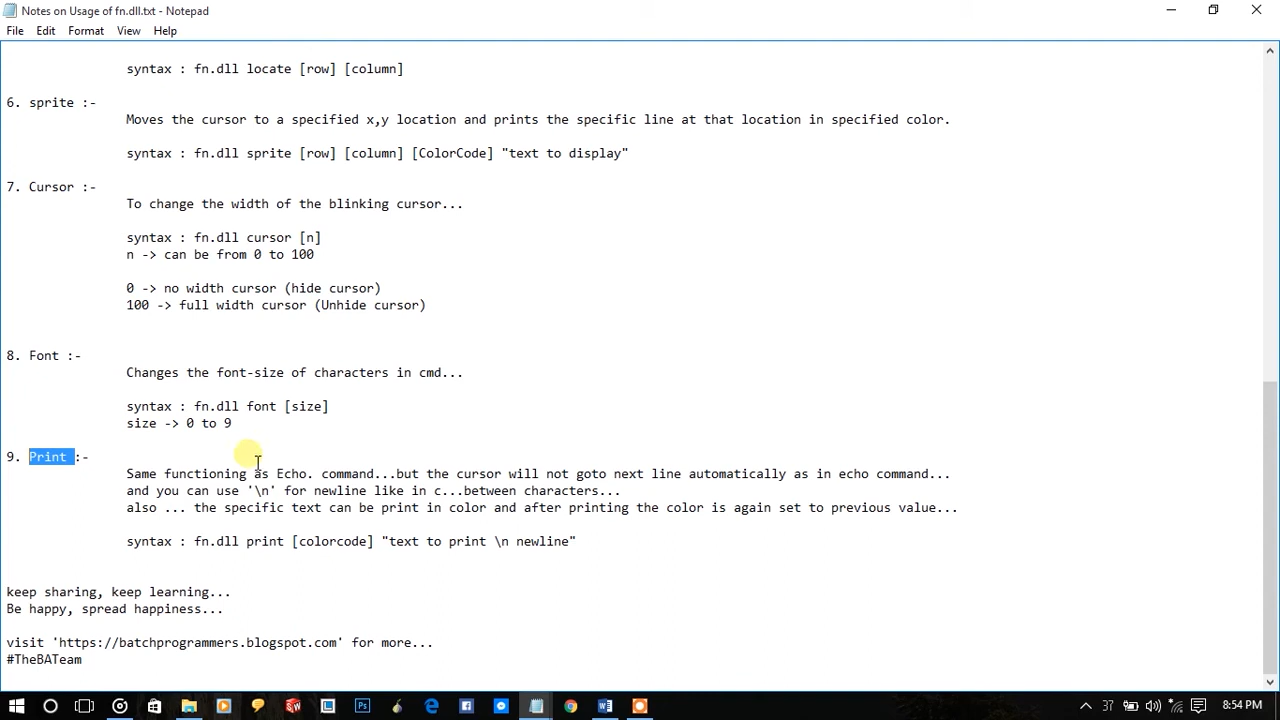 Notes on Usage of fn.dll.txt - Notepad
File Edit Format View Help
syntax : fn.dll locate [row] [column]
6. sprite :-
Moves the cursor to a specified x,y location and prints the specific line at that location in specified color.
syntax : fn.dll sprite [row] [column] [ColorCode] "text to display"
7. Cursor :-
To change the width of the blinking cursor...
syntax : fn.dll cursor [n]
n -> can be from 0 to 100
0 -> no width cursor (hide cursor)
100 -> full width cursor (Unhide cursor)
8. Font :-
Changes the font-size of characters in cmd...
syntax : fn.dll font [size]
size -> 0 to 9
9. Print :-
Same functioning as Echo. command...but the cursor will not goto next line automatically as in echo command...
and you can use '\n' for newline like in c...between characters...
also ... the specific text can be print in color and after printing the color is again set to previous value...
syntax : fn.dll print [colorcode] "text to print \n newline"
keep sharing, keep learning...
Be happy, spread happiness...
visit 'https://batchprogrammers.blogspot.com' for more...
#TheBATeam
37 8:54 PM